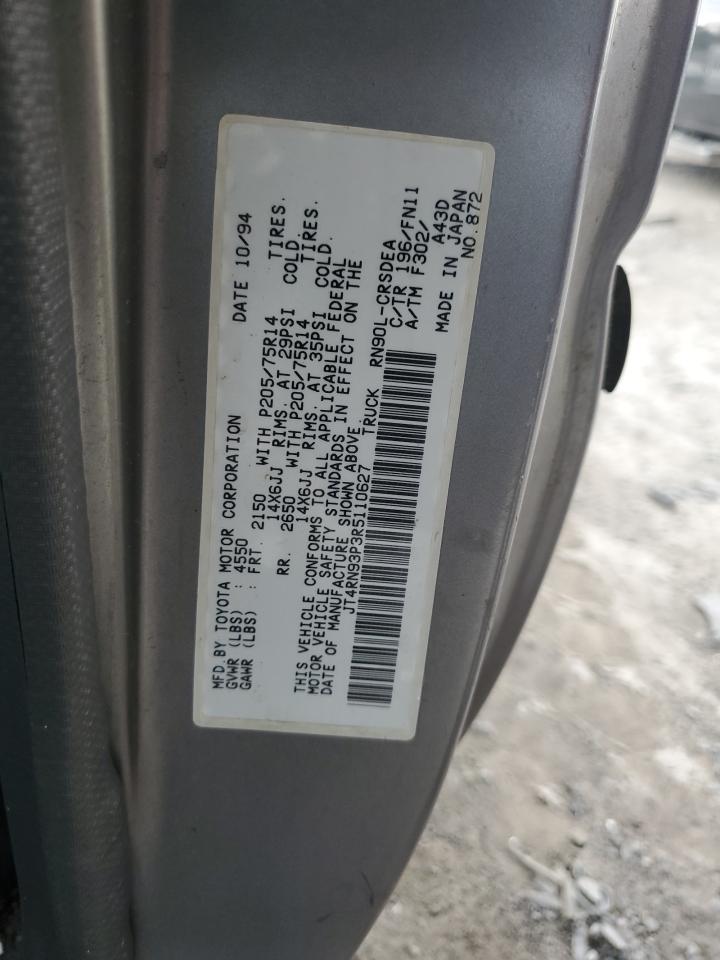 MFD.BY TOYOTA MOTOR CORPORATION DATE 10/94
GVWR (LBS) : 4550
GAWR (LBS) : FRT. 2150 WITH P205/75R14 TIRES.
14X6JJ RIMS. AT 29PSI COLD.
RR. 2650 WITH P205/75R14 TIRES.
14X6JJ RIMS. AT 35PSI COLD.
THIS VEHICLE CONFORMS TO ALL APPLICABLE FEDERAL
MOTOR VEHICLE SAFETY STANDARDS IN EFFECT ON THE
DATE OF MANUFACTURE SHOWN ABOVE.
JT4RN93P3R5110627 TRUCK
RN90L-CRSDEA
C/TR 196/FN11
A/TM F302/A43D
MADE IN JAPAN
NO.872